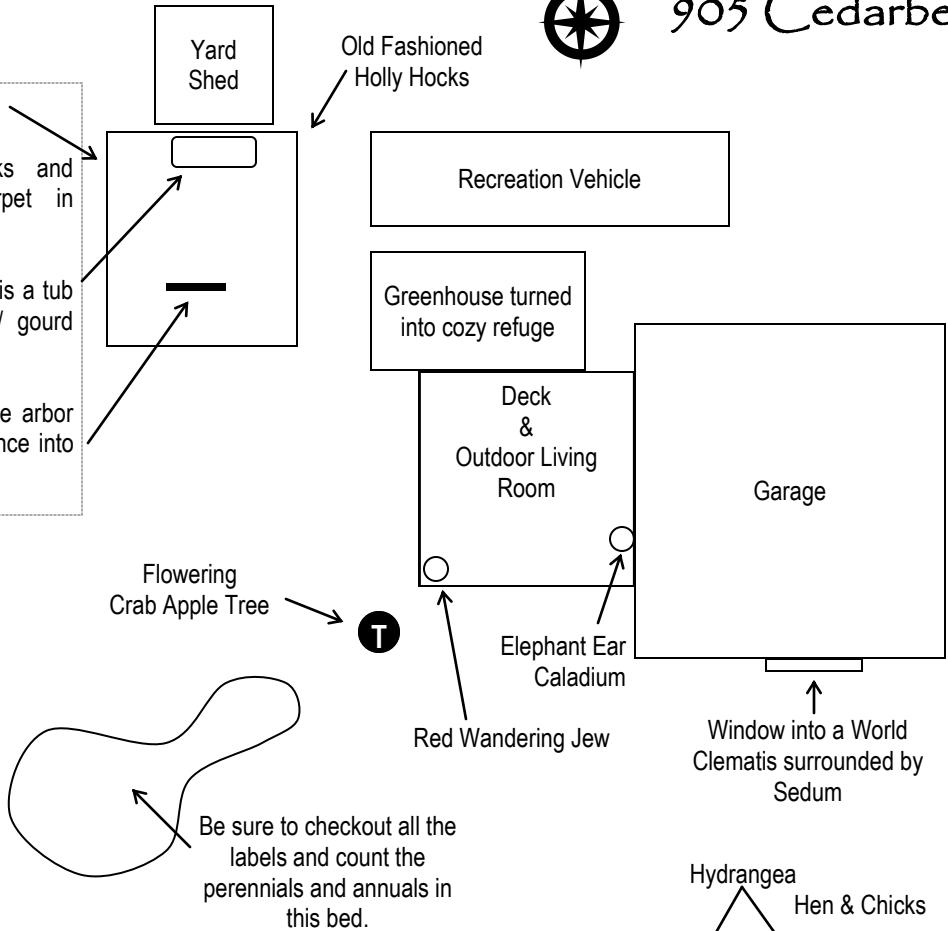 905 Cedarbe
Yard
Shed
Old Fashioned
Holly Hocks
ks and
rpet in
is a tub
/ gourd
e arbor
nce into
Recreation Vehicle
Greenhouse turned
into cozy refuge
Deck
&
Outdoor Living
Room
Garage
Flowering
Crab Apple Tree
T
Elephant Ear
Caladium
Red Wandering Jew
Window into a World
Clematis surrounded by
Sedum
Be sure to checkout all the
labels and count the
perennials and annuals in
this bed.
Hydrangea
Hen & Chicks